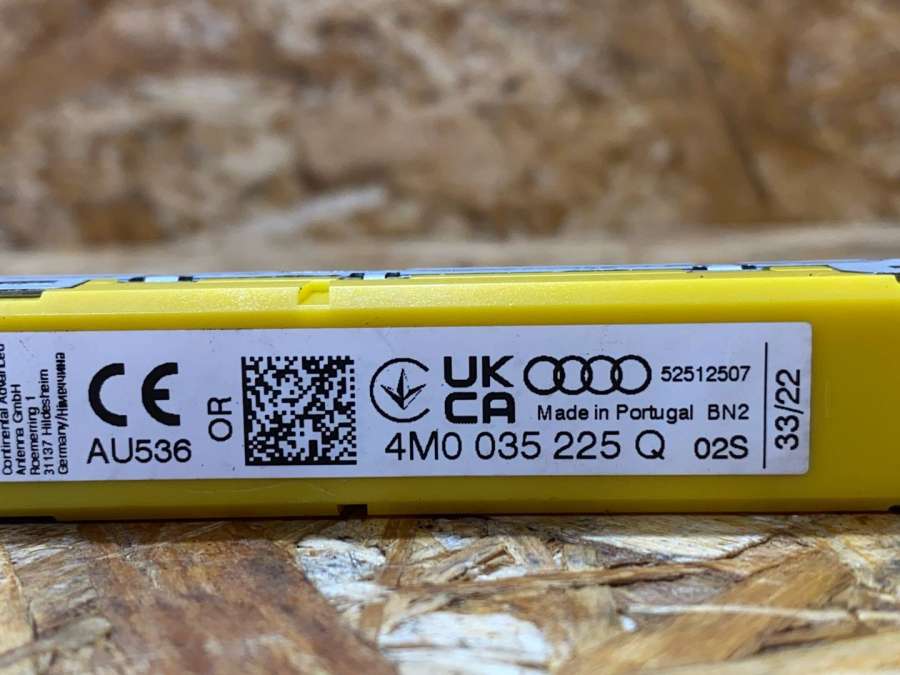 Continental Advanced
Antenna GmbH
Roemerring 1
31137 Hildesheim
Germany/Німеччина
CE
AU536
OR
UK
CA
52512507
Made in Portugal BN2
4M0 035 225 Q 02S
33/22